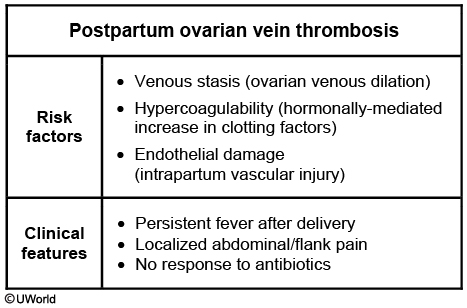 Postpartum ovarian vein thrombosis
Risk
factors
• Venous stasis (ovarian venous dilation)
• Hypercoagulability (hormonally-mediated
increase in clotting factors)
• Endothelial damage
(intrapartum vascular injury)
Clinical
features
• Persistent fever after delivery
• Localized abdominal/flank pain
• No response to antibiotics
©UWorld